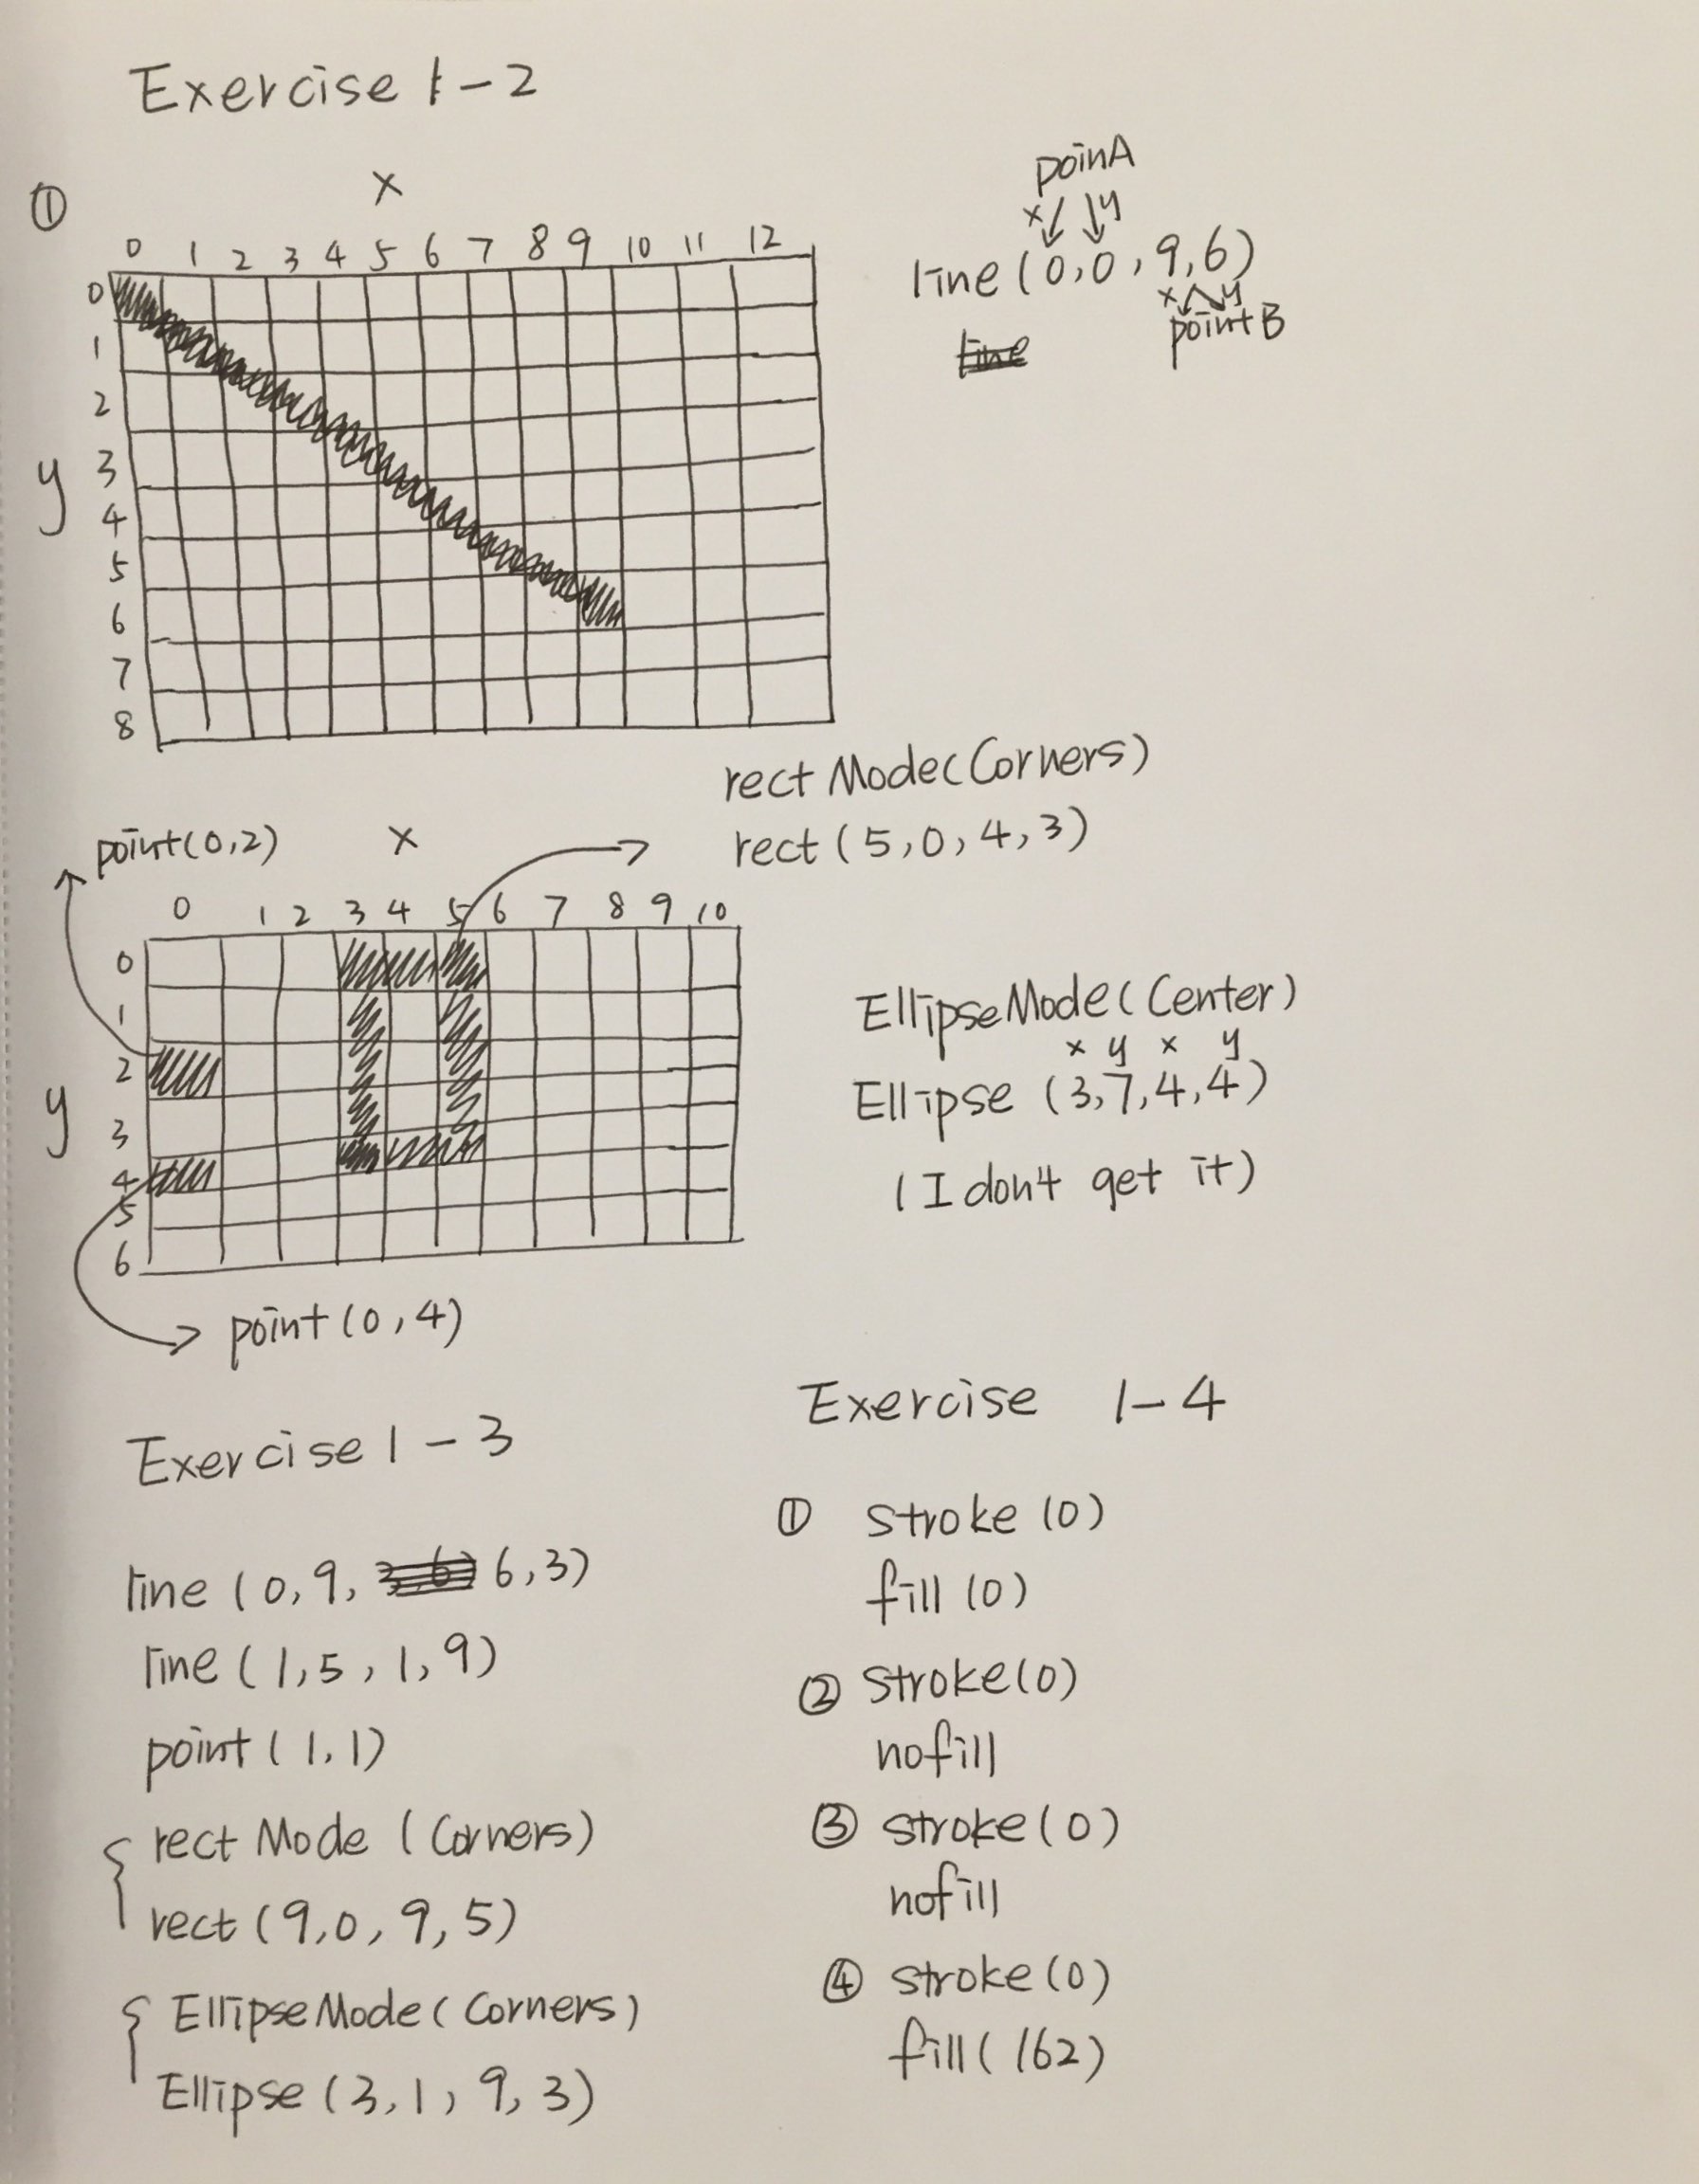 Exercise 1-2
①
x
0 1 2 3 4 5 6 7 8 9 10 11 12
y
0
1
2
3
4
5
6
7
8
poinA
x y
line (0,0,9,6)
x y
pointB
line
rectMode(Corners)
rect (5,0,4,3)
point(0,2)
x
0 1 2 3 4 5 6 7 8 9 10
y
0
1
2
3
4
5
6
point (0,4)
EllipseMode(Center)
x y x y
Ellipse (3,7,4,4)
(I don't get it)
Exercise 1-3
line (0,9, 3,6) 6,3)
line (1,5,1,9)
point (1,1)
rect Mode (Corners)
rect (9,0,9,5)
EllipseMode(Corners)
Ellipse (3,1,9,3)
Exercise 1-4
① stroke (0)
fill (0)
② stroke(0)
nofill
③ stroke(0)
nofill
④ stroke(0)
fill(162)